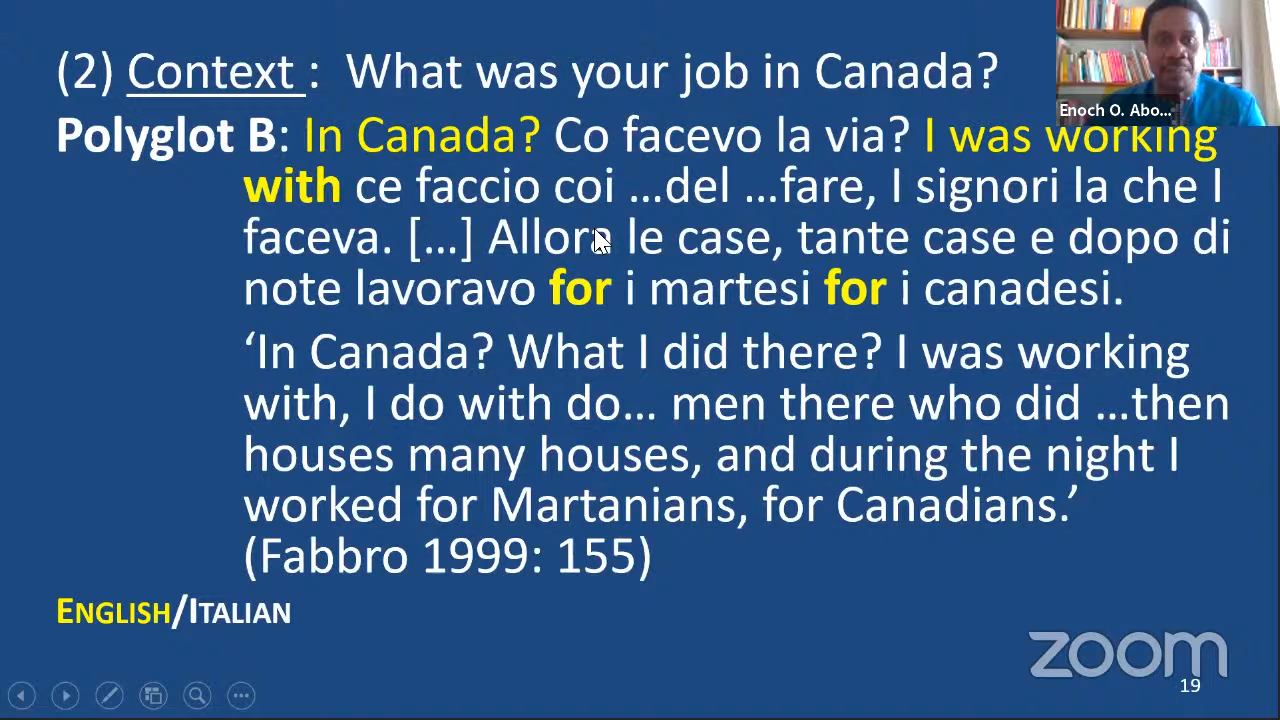 (2) Context : What was your job in Canada?
Enoch O. Abo...
Polyglot B: In Canada? Co facevo la via? I was working
with ce faccio coi …del …fare, I signori la che I
faceva. […] Allora le case, tante case e dopo di
note lavoravo for i martesi for i canadesi.
‘In Canada? What I did there? I was working
with, I do with do… men there who did …then
houses many houses, and during the night I
worked for Martanians, for Canadians.’
(Fabbro 1999: 155)
ENGLISH/ITALIAN
zoom
19